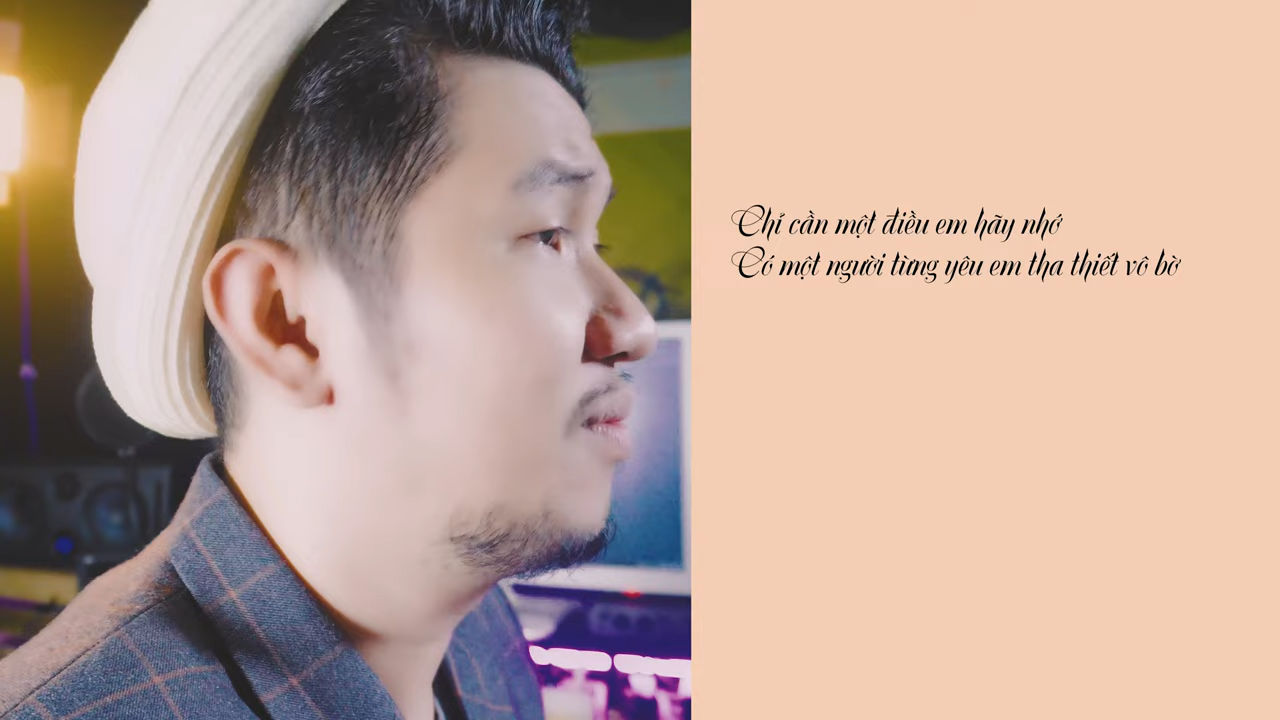 Chỉ cần một điều em hãy nhớ
Có một người từng yêu em tha thiết vô bờ